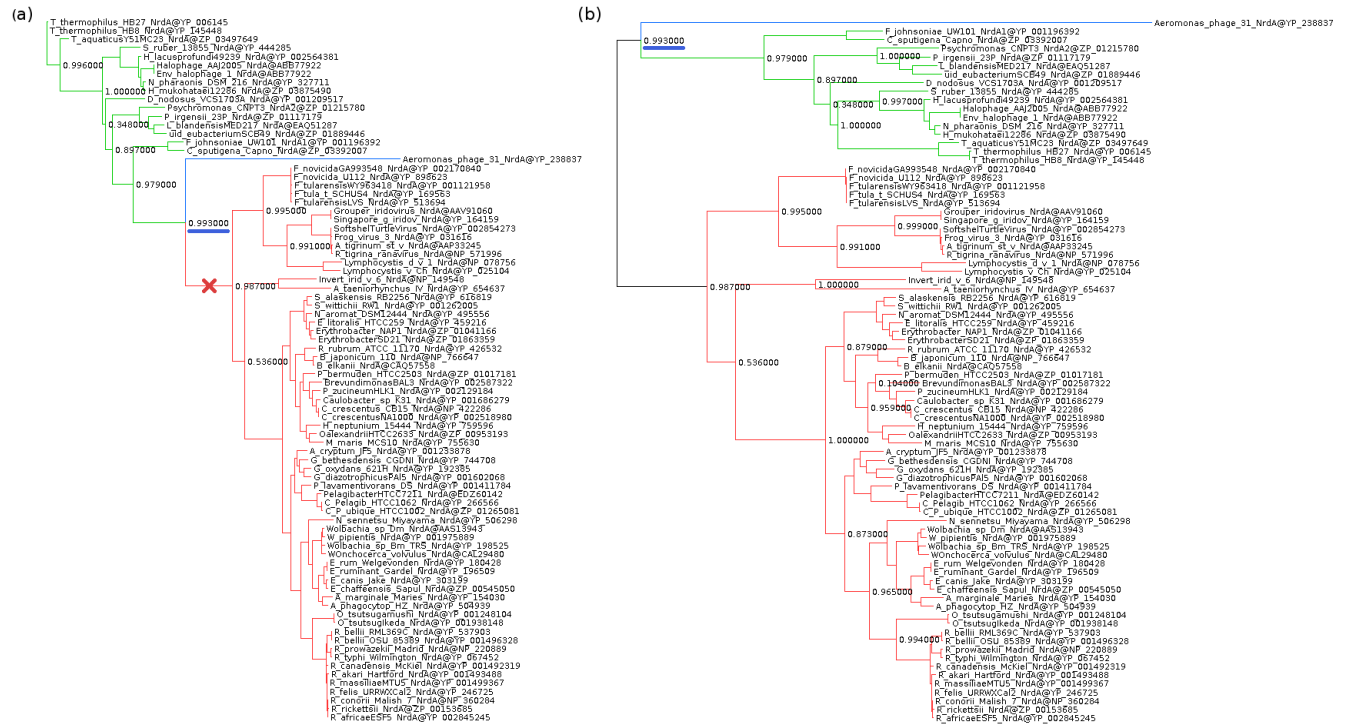 (a)
T_thermophilus_HB27_NrdA@YP_006145
T_thermophilus_HB8_NrdA@YP_145448
T_aquaticusY51MC23_NrdA@ZP_03497649
S_ruber_13855_NrdA@YP_444285
H_lacusprofundi49239_NrdA@YP_002564381
0.996000
Halophage_AAJ2005_NrdA@ABB77922
Env_halophage_1_NrdA@ABB77922
N_pharaonis_DSM_216_NrdA@YP_327711
1.000000
H_mukohataei12286_NrdA@ZP_03875490
D_nodosus_VCS1703A_NrdA@YP_001209517
Psychromonas_CNPT3_NrdA2@ZP_01215780
P_irgensii_23P_NrdA@ZP_01117179
0.348000
L_blandensisMED217_NrdA@EAQ51287
uid_eubacteriumSCB49_NrdA@ZP_01889446
F_johnsoniae_UW101_NrdA1@YP_001196392
0.897000
C_sputigena_Capno_NrdA@ZP_03392007
Aeromonas_phage_31_NrdA@YP_238837
F_novicidaGA993548_NrdA@YP_002170840
F_novicida_U112_NrdA@YP_898623
0.979000
F_tularensisWY963418_NrdA@YP_001121958
F_tula_t_SCHUS4_NrdA@YP_169563
F_tularensisLVS_NrdA@YP_513694
0.995000
Grouper_iridovirus_NrdA@AAV91060
Singapore_g_iridov_NrdA@YP_164159
0.993000
SoftshelTurtleVirus_NrdA@YP_002854273
Frog_virus_3_NrdA@YP_031616
0.991000
A_tigrinum_st_v_NrdA@AAP33245
R_tigrina_ranavirus@NP_571996
Lymphocystis_d_v_1_NrdA@NP_078756
Lymphocystis_v_Ch_NrdA@YP_025104
Invert_irid_v_6_NrdA@NP_149548
0.987000
A_taeniorhynchus_IV_NrdA@YP_654637
S_alaskensis_RB2256_NrdA@YP_616819
S_wittichii_RW1_NrdA@YP_001262005
N_aromat_DSM12444_NrdA@YP_495556
E_litoralis_HTCC259_NrdA@YP_459216
Erythrobacter_NAP1_NrdA@ZP_01041166
ErythrobacterSD21_NrdA@ZP_01863359
R_rubrum_ATCC_11170_NrdA@YP_426532
B_japonicum_110_NrdA@NP_766647
0.536000
B_elkanii_NrdA@CAQ57558
P_bermuden_HTCC2503_NrdA@ZP_01017181
BrevundimonasBAL3_NrdA@YP_002587322
P_zucineumHLK1_NrdA@YP_002129184
Caulobacter_sp_K31_NrdA@YP_001686279
C_crescentus_CB15_NrdA@NP_422286
C_crescentusNA1000_NrdA@YP_002518980
H_neptunium_15444_NrdA@YP_759596
OalexandriiHTCC2633_NrdA@ZP_00953193
M_maris_MCS10_NrdA@YP_755630
A_cryptum_JF5_NrdA@YP_001233878
G_bethesdensis_CGDNI_NrdA@YP_744708
G_oxydans_621H_NrdA@YP_192385
G_diazotrophicusPAl5_NrdA@YP_001602068
P_lavamentivorans_DS_NrdA@YP_001411784
PelagibacterHTCC7211_NrdA@EDZ60142
C_Pelagib_HTCC1062_NrdA@YP_266566
C_P_ubique_HTCC1002_NrdA@ZP_01265081
N_sennetsu_Miyayama_NrdA@YP_506298
Wolbachia_sp_Dm_NrdA@AAS13943
W_pipientis_NrdA@YP_001975889
Wolbachia_sp_Bm_TRS_NrdA@YP_198525
WOnchocerca_volvulus_NrdA@CAL29480
E_rum_Welgevonden_NrdA@YP_180428
E_ruminant_Gardel_NrdA@YP_196509
E_canis_Jake_NrdA@YP_303199
E_chaffeensis_Sapul_NrdA@ZP_00545050
A_marginale_Maries_NrdA@YP_154030
A_phagocytop_HZ_NrdA@YP_504939
O_tsutsugamushi_NrdA@YP_001248104
O_tsutsugikeda_NrdA@YP_001938148
R_bellii_RML369C_NrdA@YP_537903
R_bellii_OSU_85389_NrdA@YP_001496328
R_prowazekii_Madrid_NrdA@NP_220889
R_typhi_Wilmington_NrdA@YP_067452
R_canadensis_McKiel_NrdA@YP_001492319
R_akari_Hartford_NrdA@YP_001493488
R_massiliaeMTU5_NrdA@YP_001499367
R_felis_URRWXCal2_NrdA@YP_246725
R_conorii_Malish_7_NrdA@NP_360284
R_rickettsii_NrdA@ZP_00153685
R_africaeESF5_NrdA@YP_002845245
(b)
Aeromonas_phage_31_NrdA@YP_238837
F_johnsoniae_UW101_NrdA1@YP_001196392
0.993000
C_sputigena_Capno_NrdA@ZP_03392007
Psychromonas_CNPT3_NrdA2@ZP_01215780
0.979000
1.000000
P_irgensii_23P_NrdA@ZP_01117179
L_blandensisMED217_NrdA@EAQ51287
uid_eubacteriumSCB49_NrdA@ZP_01889446
0.897000
D_nodosus_VCS1703A_NrdA@YP_001209517
S_ruber_13855_NrdA@YP_444285
0.348000
0.997000
H_lacusprofundi49239_NrdA@YP_002564381
Halophage_AAJ2005_NrdA@ABB77922
Env_halophage_1_NrdA@ABB77922
1.000000
N_pharaonis_DSM_216_NrdA@YP_327711
H_mukohataei12286_NrdA@ZP_03875490
T_aquaticusY51MC23_NrdA@ZP_03497649
T_thermophilus_HB27_NrdA@YP_006145
T_thermophilus_HB8_NrdA@YP_145448
F_novicidaGA993548_NrdA@YP_002170840
F_novicida_U112_NrdA@YP_898623
F_tularensisWY963418_NrdA@YP_001121958
F_tula_t_SCHUS4_NrdA@YP_169563
F_tularensisLVS_NrdA@YP_513694
0.995000
Grouper_iridovirus_NrdA@AAV91060
Singapore_g_iridov_NrdA@YP_164159
0.999000
SoftshelTurtleVirus_NrdA@YP_002854273
Frog_virus_3_NrdA@YP_031616
0.991000
A_tigrinum_st_v_NrdA@AAP33245
R_tigrina_ranavirus@NP_571996
Lymphocystis_d_v_1_NrdA@NP_078756
Lymphocystis_v_Ch_NrdA@YP_025104
Invert_irid_v_6_NrdA@NP_149548
0.987000
1.000000
A_taeniorhynchus_IV_NrdA@YP_654637
S_alaskensis_RB2256_NrdA@YP_616819
S_wittichii_RW1_NrdA@YP_001262005
N_aromat_DSM12444_NrdA@YP_495556
E_litoralis_HTCC259_NrdA@YP_459216
Erythrobacter_NAP1_NrdA@ZP_01041166
ErythrobacterSD21_NrdA@ZP_01863359
0.879000
R_rubrum_ATCC_11170_NrdA@YP_426532
B_japonicum_110_NrdA@NP_766647
0.536000
B_elkanii_NrdA@CAQ57558
P_bermuden_HTCC2503_NrdA@ZP_01017181
0.104000
BrevundimonasBAL3_NrdA@YP_002587322
P_zucineumHLK1_NrdA@YP_002129184
Caulobacter_sp_K31_NrdA@YP_001686279
0.959000
C_crescentus_CB15_NrdA@NP_422286
C_crescentusNA1000_NrdA@YP_002518980
H_neptunium_15444_NrdA@YP_759596
OalexandriiHTCC2633_NrdA@ZP_00953193
1.000000
M_maris_MCS10_NrdA@YP_755630
A_cryptum_JF5_NrdA@YP_001233878
G_bethesdensis_CGDNI_NrdA@YP_744708
G_oxydans_621H_NrdA@YP_192385
G_diazotrophicusPAl5_NrdA@YP_001602068
P_lavamentivorans_DS_NrdA@YP_001411784
PelagibacterHTCC7211_NrdA@EDZ60142
C_Pelagib_HTCC1062_NrdA@YP_266566
C_P_ubique_HTCC1002_NrdA@ZP_01265081
N_sennetsu_Miyayama_NrdA@YP_506298
Wolbachia_sp_Dm_NrdA@AAS13943
0.873000
W_pipientis_NrdA@YP_001975889
Wolbachia_sp_Bm_TRS_NrdA@YP_198525
WOnchocerca_volvulus_NrdA@CAL29480
E_rum_Welgevonden_NrdA@YP_180428
E_ruminant_Gardel_NrdA@YP_196509
E_canis_Jake_NrdA@YP_303199
E_chaffeensis_Sapul_NrdA@ZP_00545050
0.965000
A_marginale_Maries_NrdA@YP_154030
A_phagocytop_HZ_NrdA@YP_504939
O_tsutsugamushi_NrdA@YP_001248104
O_tsutsugikeda_NrdA@YP_001938148
R_bellii_RML369C_NrdA@YP_537903
0.994000
R_bellii_OSU_85389_NrdA@YP_001496328
R_prowazekii_Madrid_NrdA@NP_220889
R_typhi_Wilmington_NrdA@YP_067452
R_canadensis_McKiel_NrdA@YP_001492319
R_akari_Hartford_NrdA@YP_001493488
R_massiliaeMTU5_NrdA@YP_001499367
R_felis_URRWXCal2_NrdA@YP_246725
R_conorii_Malish_7_NrdA@NP_360284
R_rickettsii_NrdA@ZP_00153685
R_africaeESF5_NrdA@YP_002845245